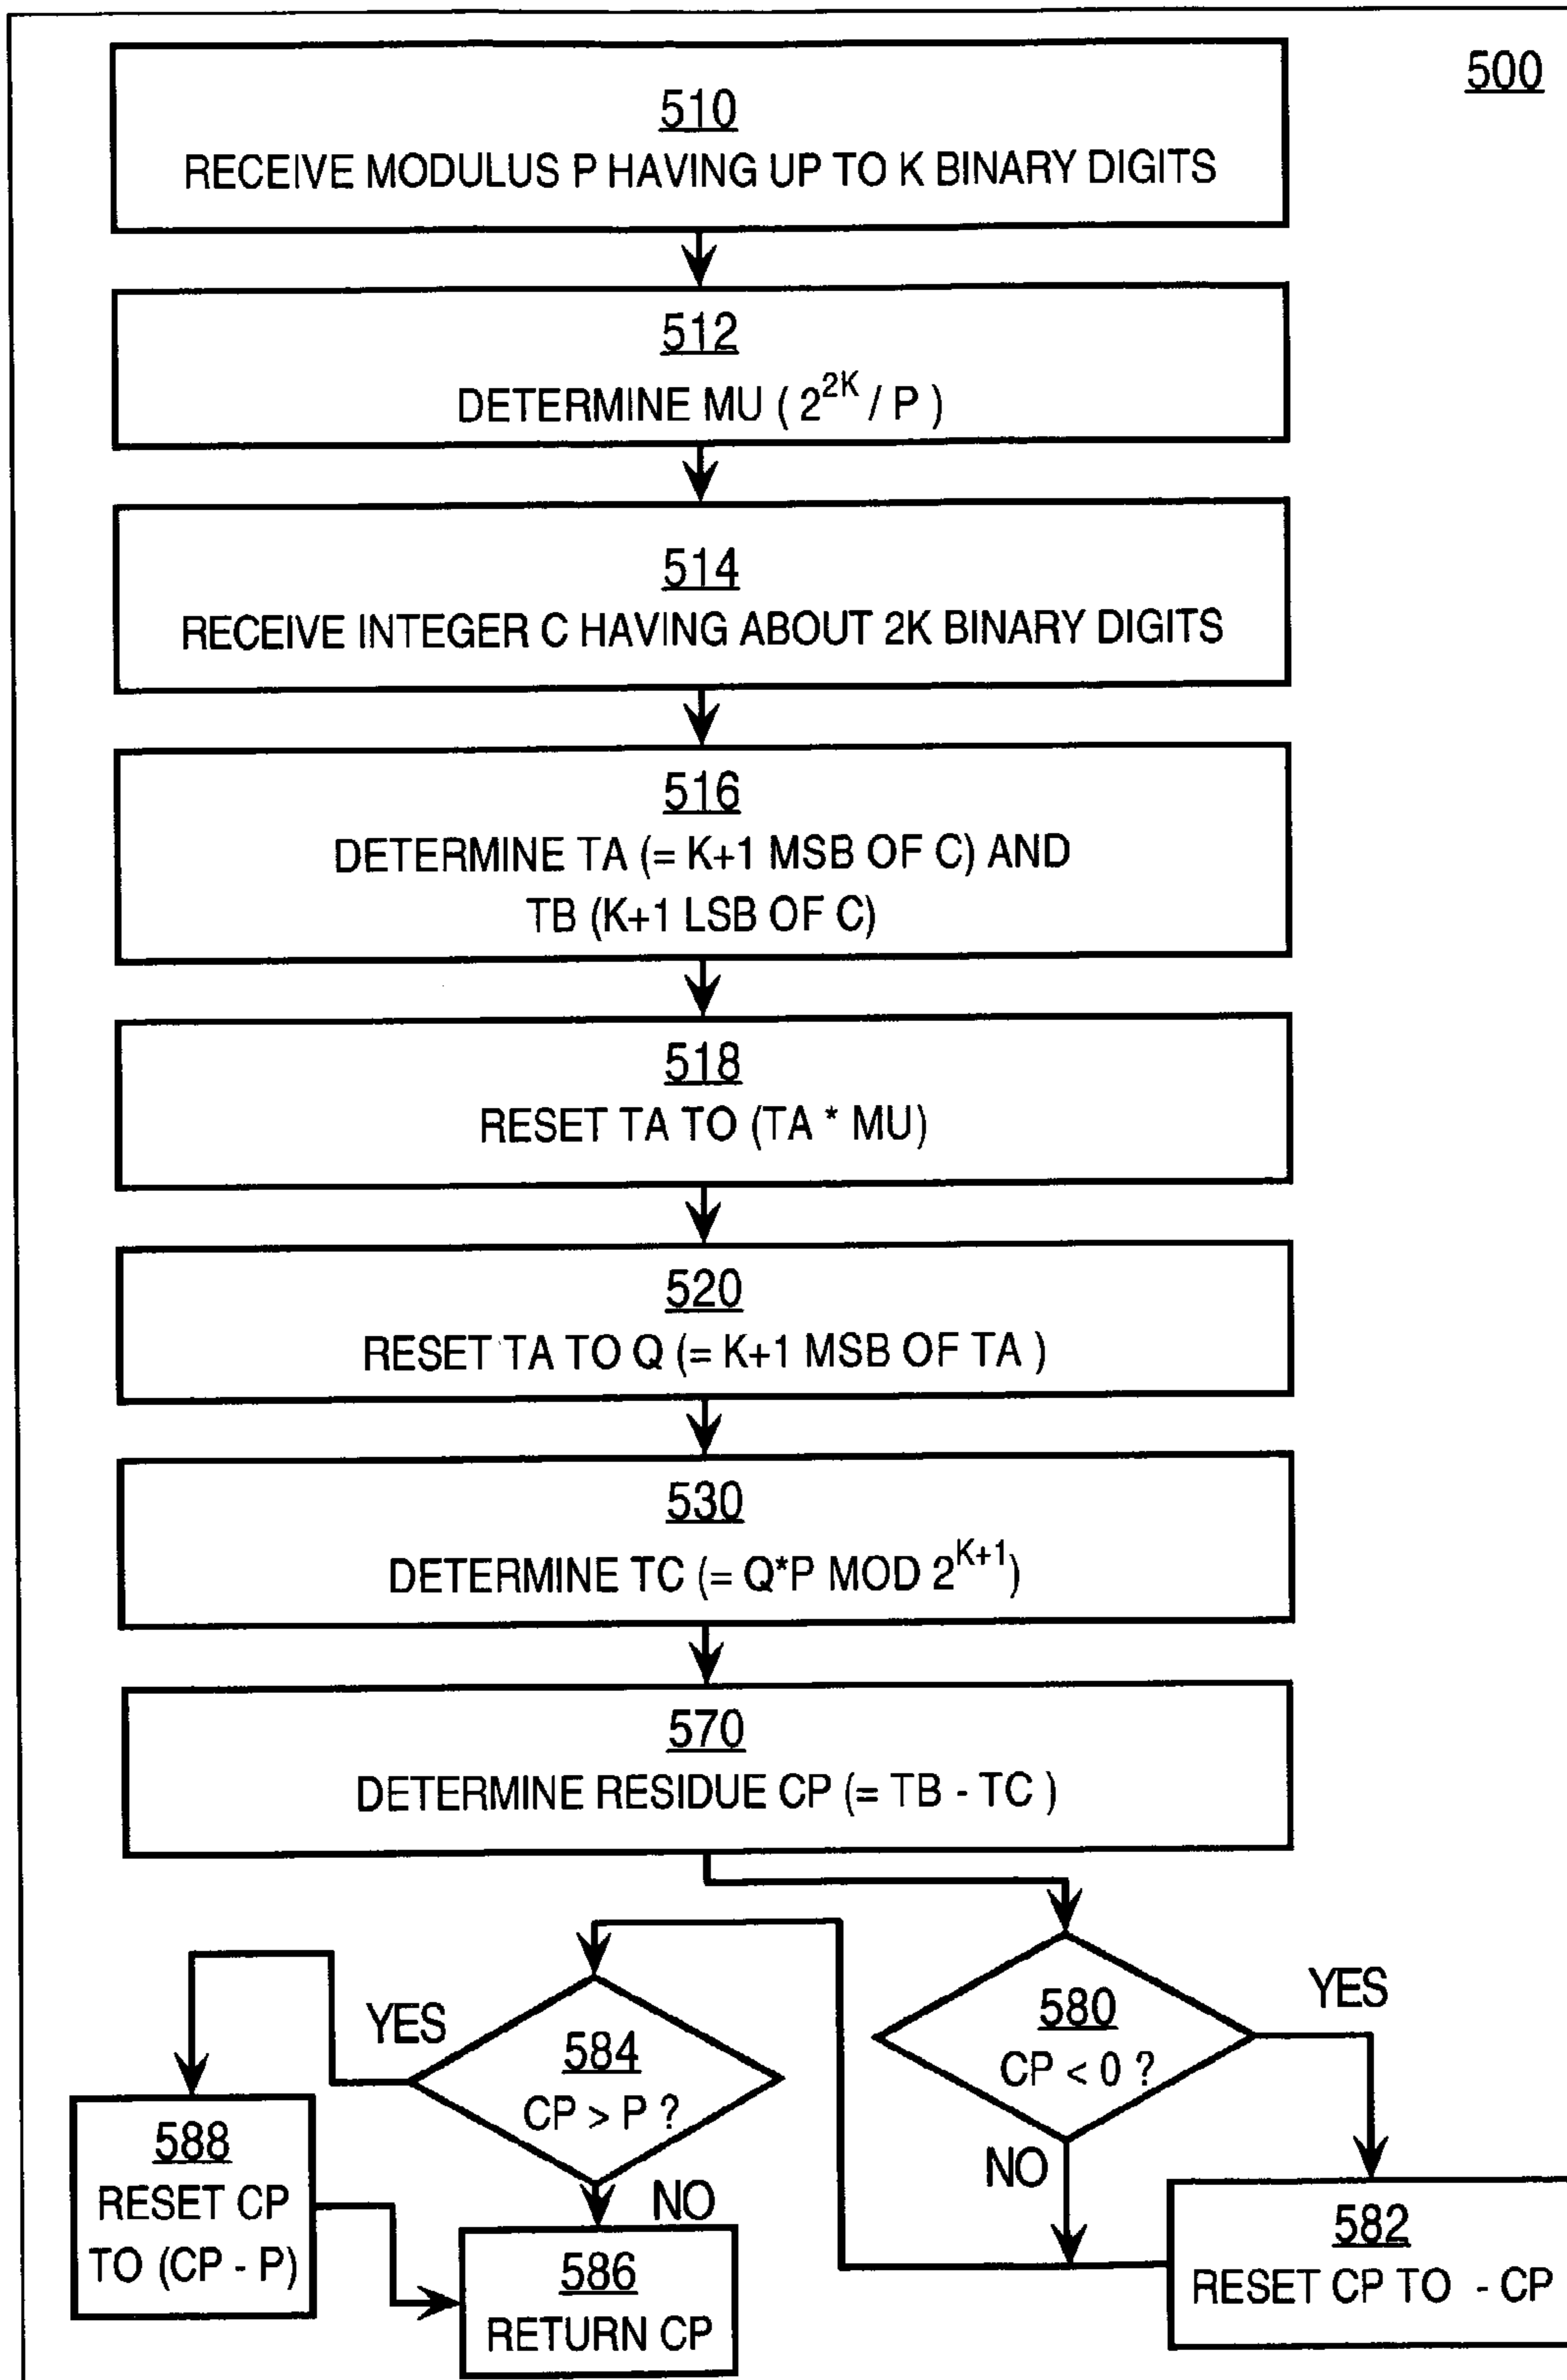 500
510
RECEIVE MODULUS P HAVING UP TO K BINARY DIGITS
512
DETERMINE MU ( 2^{2K} / P )
514
RECEIVE INTEGER C HAVING ABOUT 2K BINARY DIGITS
516
DETERMINE TA (= K+1 MSB OF C) AND
TB (K+1 LSB OF C)
518
RESET TA TO (TA * MU)
520
RESET TA TO Q (= K+1 MSB OF TA )
530
DETERMINE TC (= Q*P MOD 2^{K+1})
570
DETERMINE RESIDUE CP (= TB - TC )
580
CP < 0 ?
YES
NO
582
RESET CP TO - CP
584
CP > P ?
YES
NO
588
RESET CP
TO (CP - P)
586
RETURN CP